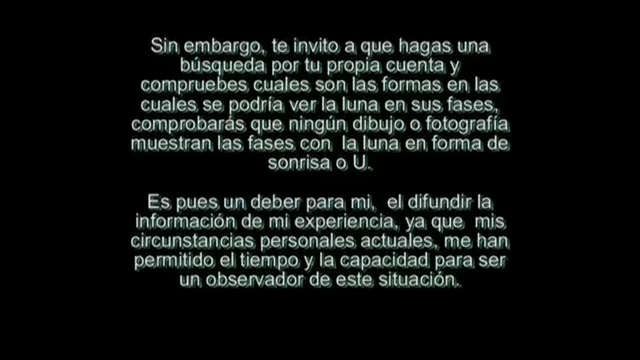 Sin embargo, te invito a que hagas una
búsqueda por tu propia cuenta y
compruebes cuales son las formas en las
cuales se podría ver la luna en sus fases,
comprobarás que ningún dibujo o fotografía
muestran las fases con  la luna en forma de
sonrisa o U.
Es pues un deber para mi,  el difundir la
información de mi experiencia, ya que  mis
circunstancias personales actuales, me han
permitido el tiempo y la capacidad para ser
un observador de este situación.